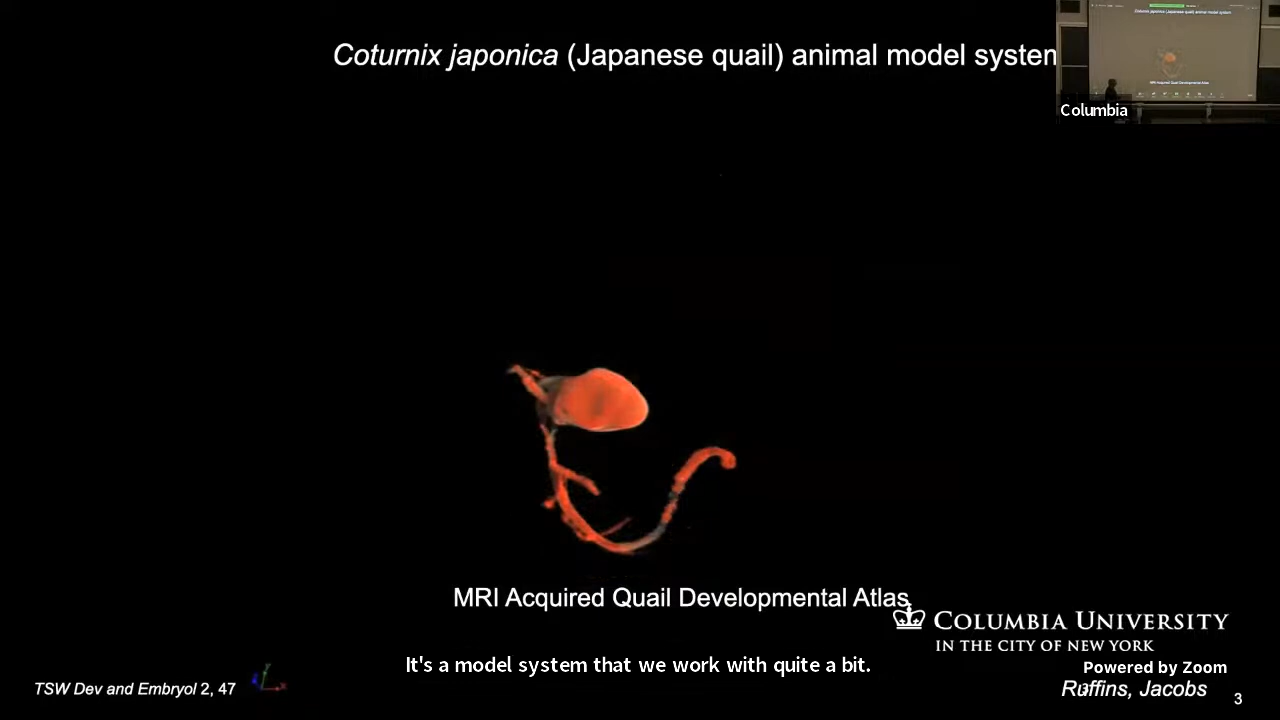 Coturnix japonica (Japanese quail) animal model system
Columbia
MRI Acquired Quail Developmental Atlas
COLUMBIA UNIVERSITY
IN THE CITY OF NEW YORK
It's a model system that we work with quite a bit.
Powered by Zoom
TSW Dev and Embryol 2, 47
Ruffins, Jacobs
3